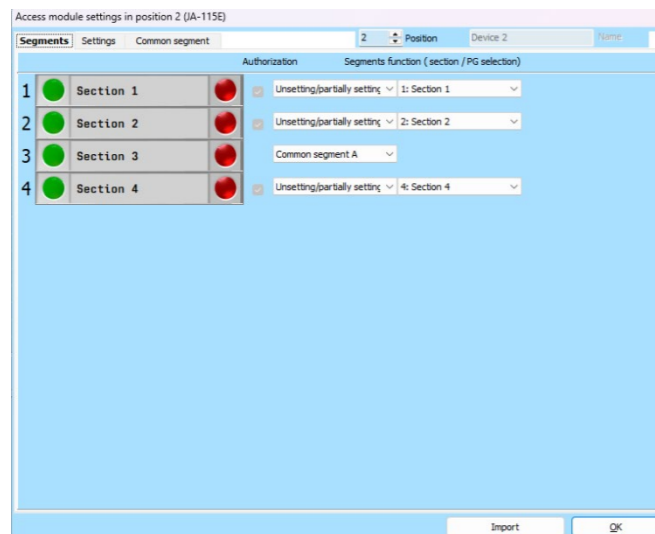 Access module settings in position 2 (JA-115E)
Segments Settings Common segment 2 Position Device 2 Name
Authorization Segments function ( section / PG selection)
1 Section 1 Unsetting/partially setting 1: Section 1
2 Section 2 Unsetting/partially setting 2: Section 2
3 Section 3 Common segment A
4 Section 4 Unsetting/partially setting 4: Section 4
Import OK